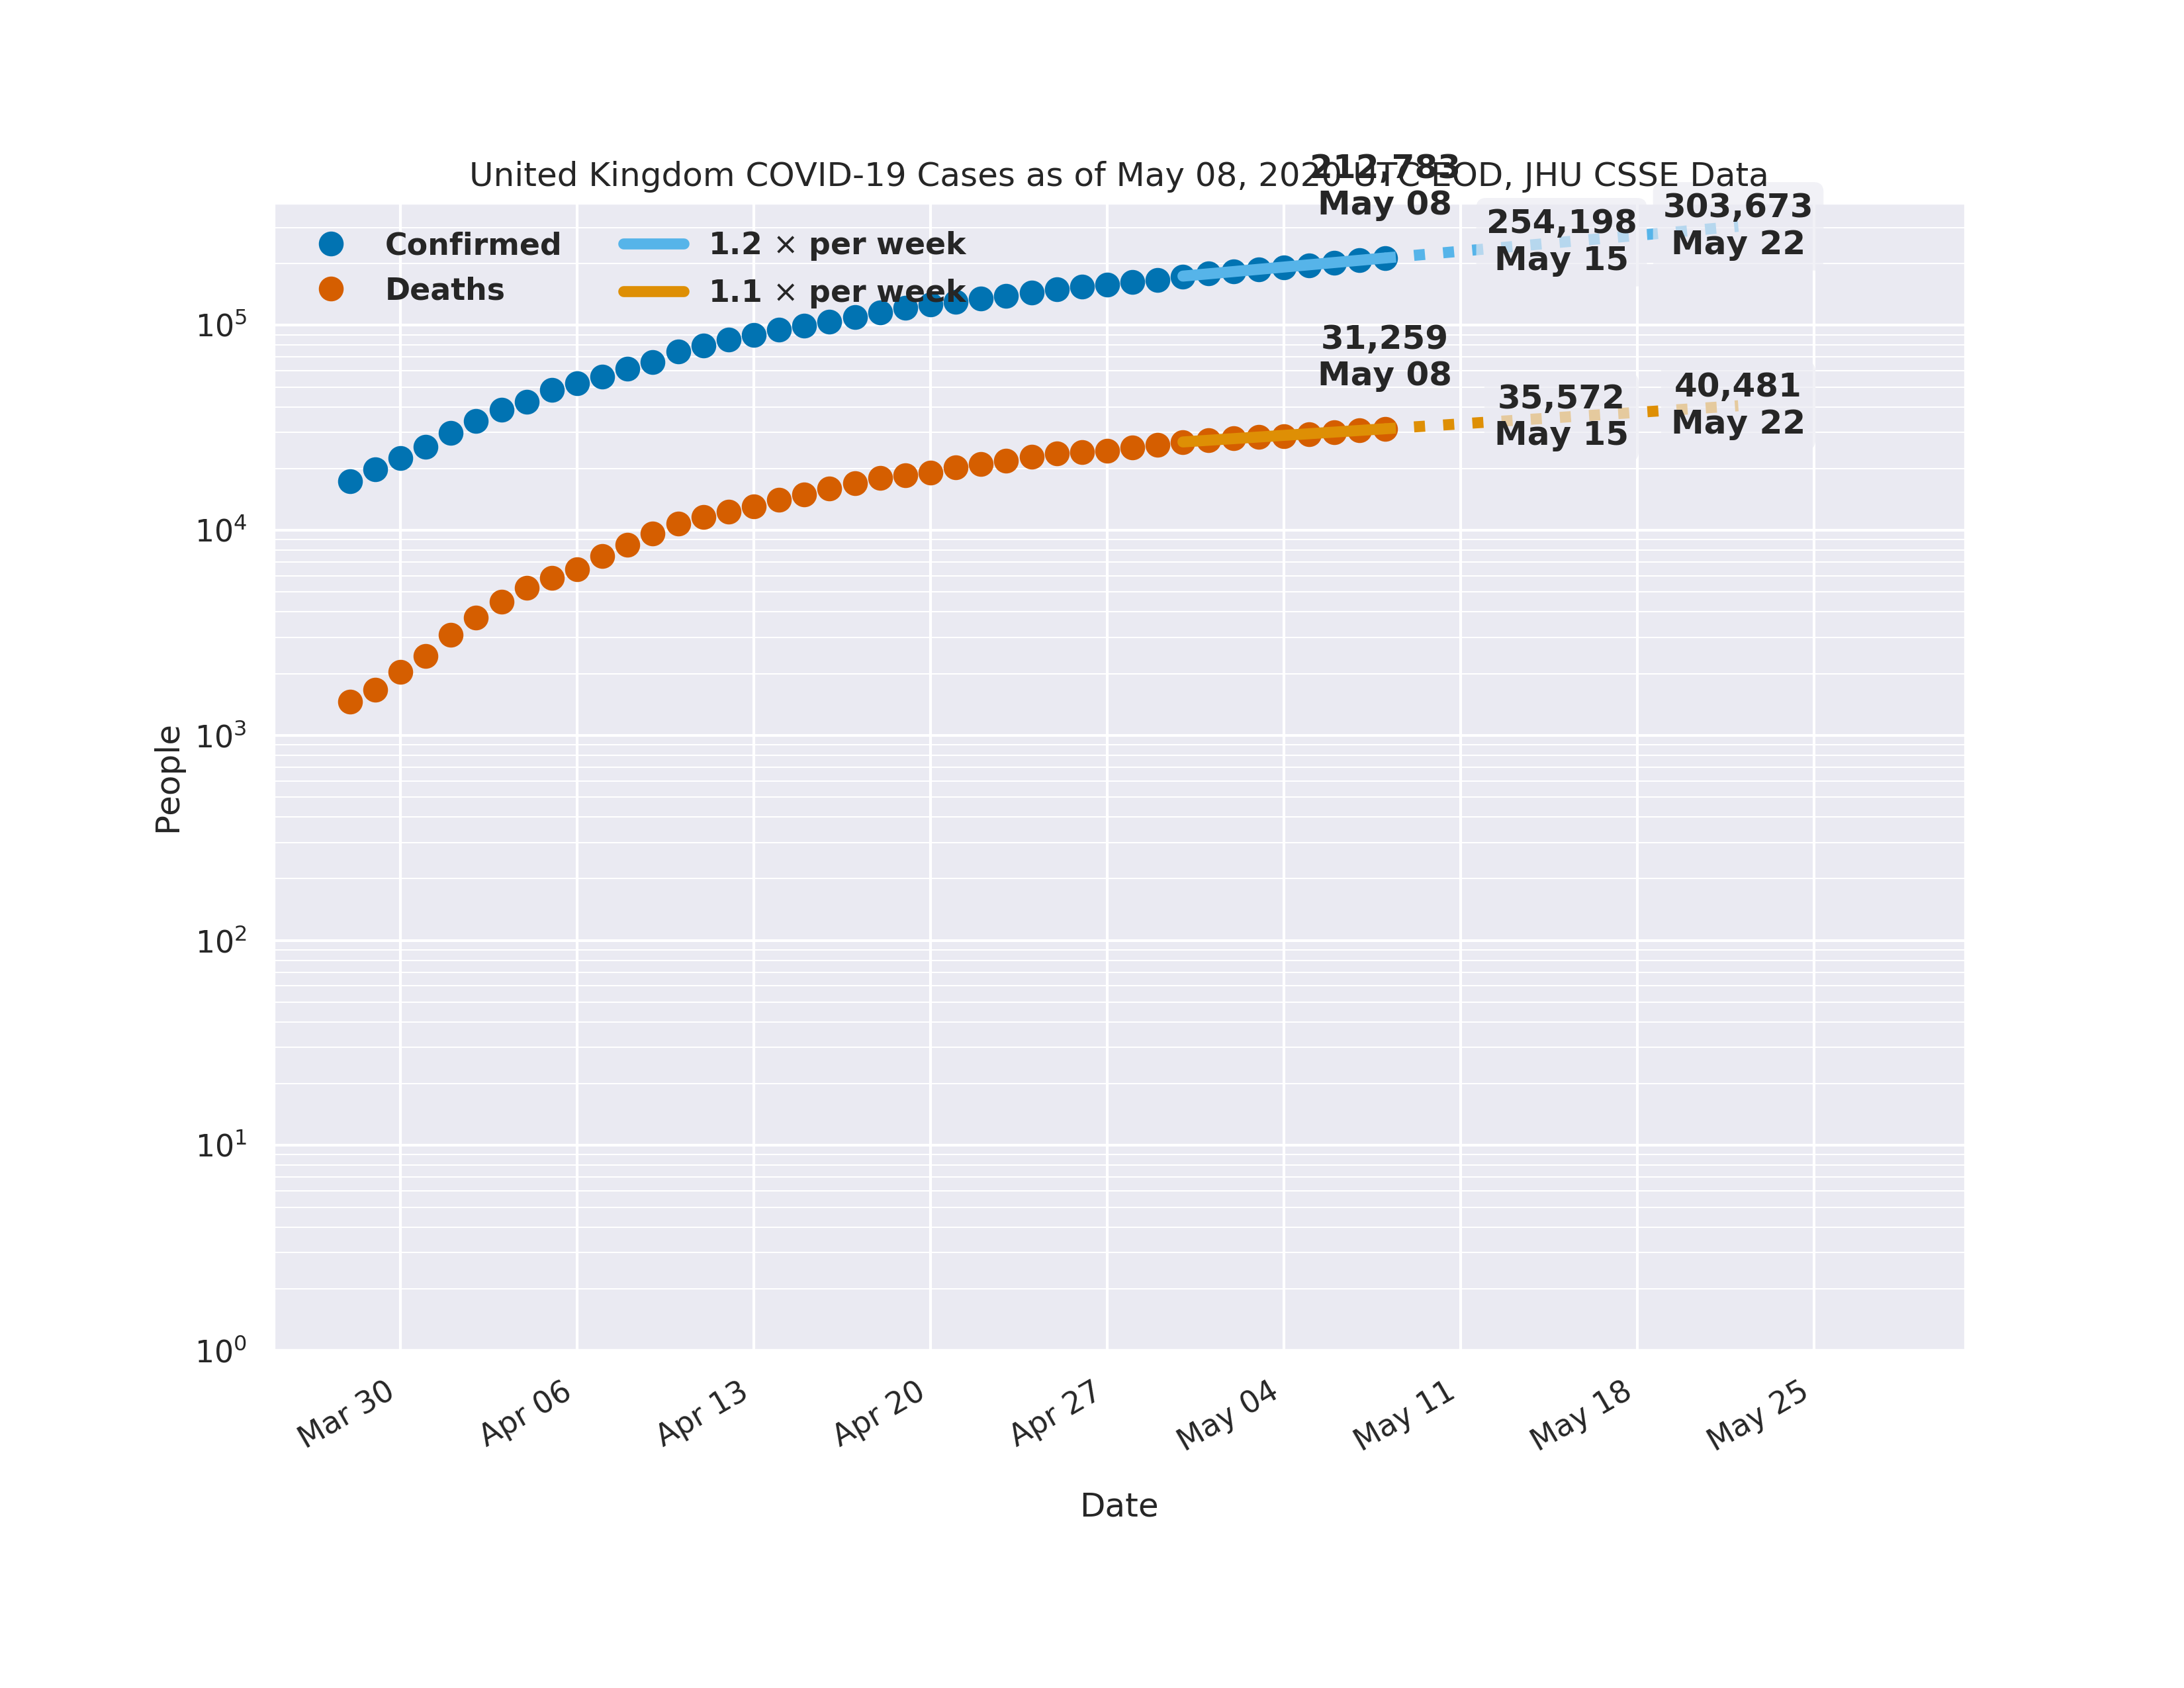 United Kingdom COVID-19 Cases as of May 08, 2020 UTC EOD, JHU CSSE Data
212,783
May 08
254,198
May 15
303,673
May 22
Confirmed
Deaths
1.2 × per week
1.1 × per week
31,259
May 08
35,572
May 15
40,481
May 22
10⁵
10⁴
10³
10²
10¹
10⁰
People
Mar 30
Apr 06
Apr 13
Apr 20
Apr 27
May 04
May 11
May 18
May 25
Date